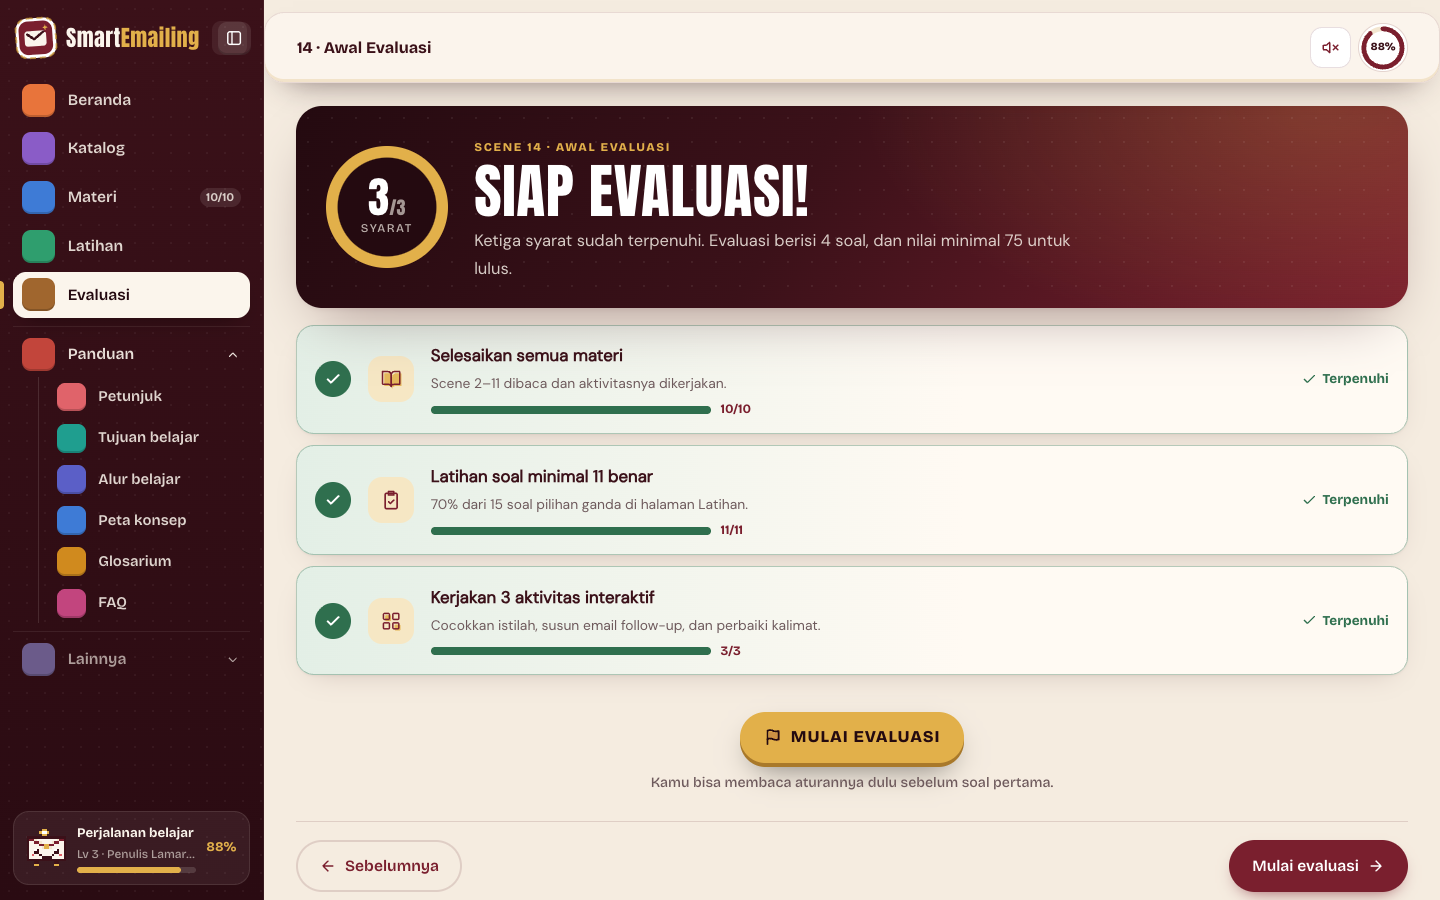 SmartEmailing
Beranda
Katalog
Materi 10/10
Latihan
Evaluasi
Panduan
Petunjuk
Tujuan belajar
Alur belajar
Peta konsep
Glosarium
FAQ
Lainnya
Perjalanan belajar
Lv 3 · Penulis Lamar...
88%
14 · Awal Evaluasi
88%
3/3
SYARAT
SCENE 14 · AWAL EVALUASI
SIAP EVALUASI!
Ketiga syarat sudah terpenuhi. Evaluasi berisi 4 soal, dan nilai minimal 75 untuk
lulus.
Selesaikan semua materi
Scene 2–11 dibaca dan aktivitasnya dikerjakan.
10/10
Terpenuhi
Latihan soal minimal 11 benar
70% dari 15 soal pilihan ganda di halaman Latihan.
11/11
Terpenuhi
Kerjakan 3 aktivitas interaktif
Cocokkan istilah, susun email follow-up, dan perbaiki kalimat.
3/3
Terpenuhi
MULAI EVALUASI
Kamu bisa membaca aturannya dulu sebelum soal pertama.
Sebelumnya
Mulai evaluasi